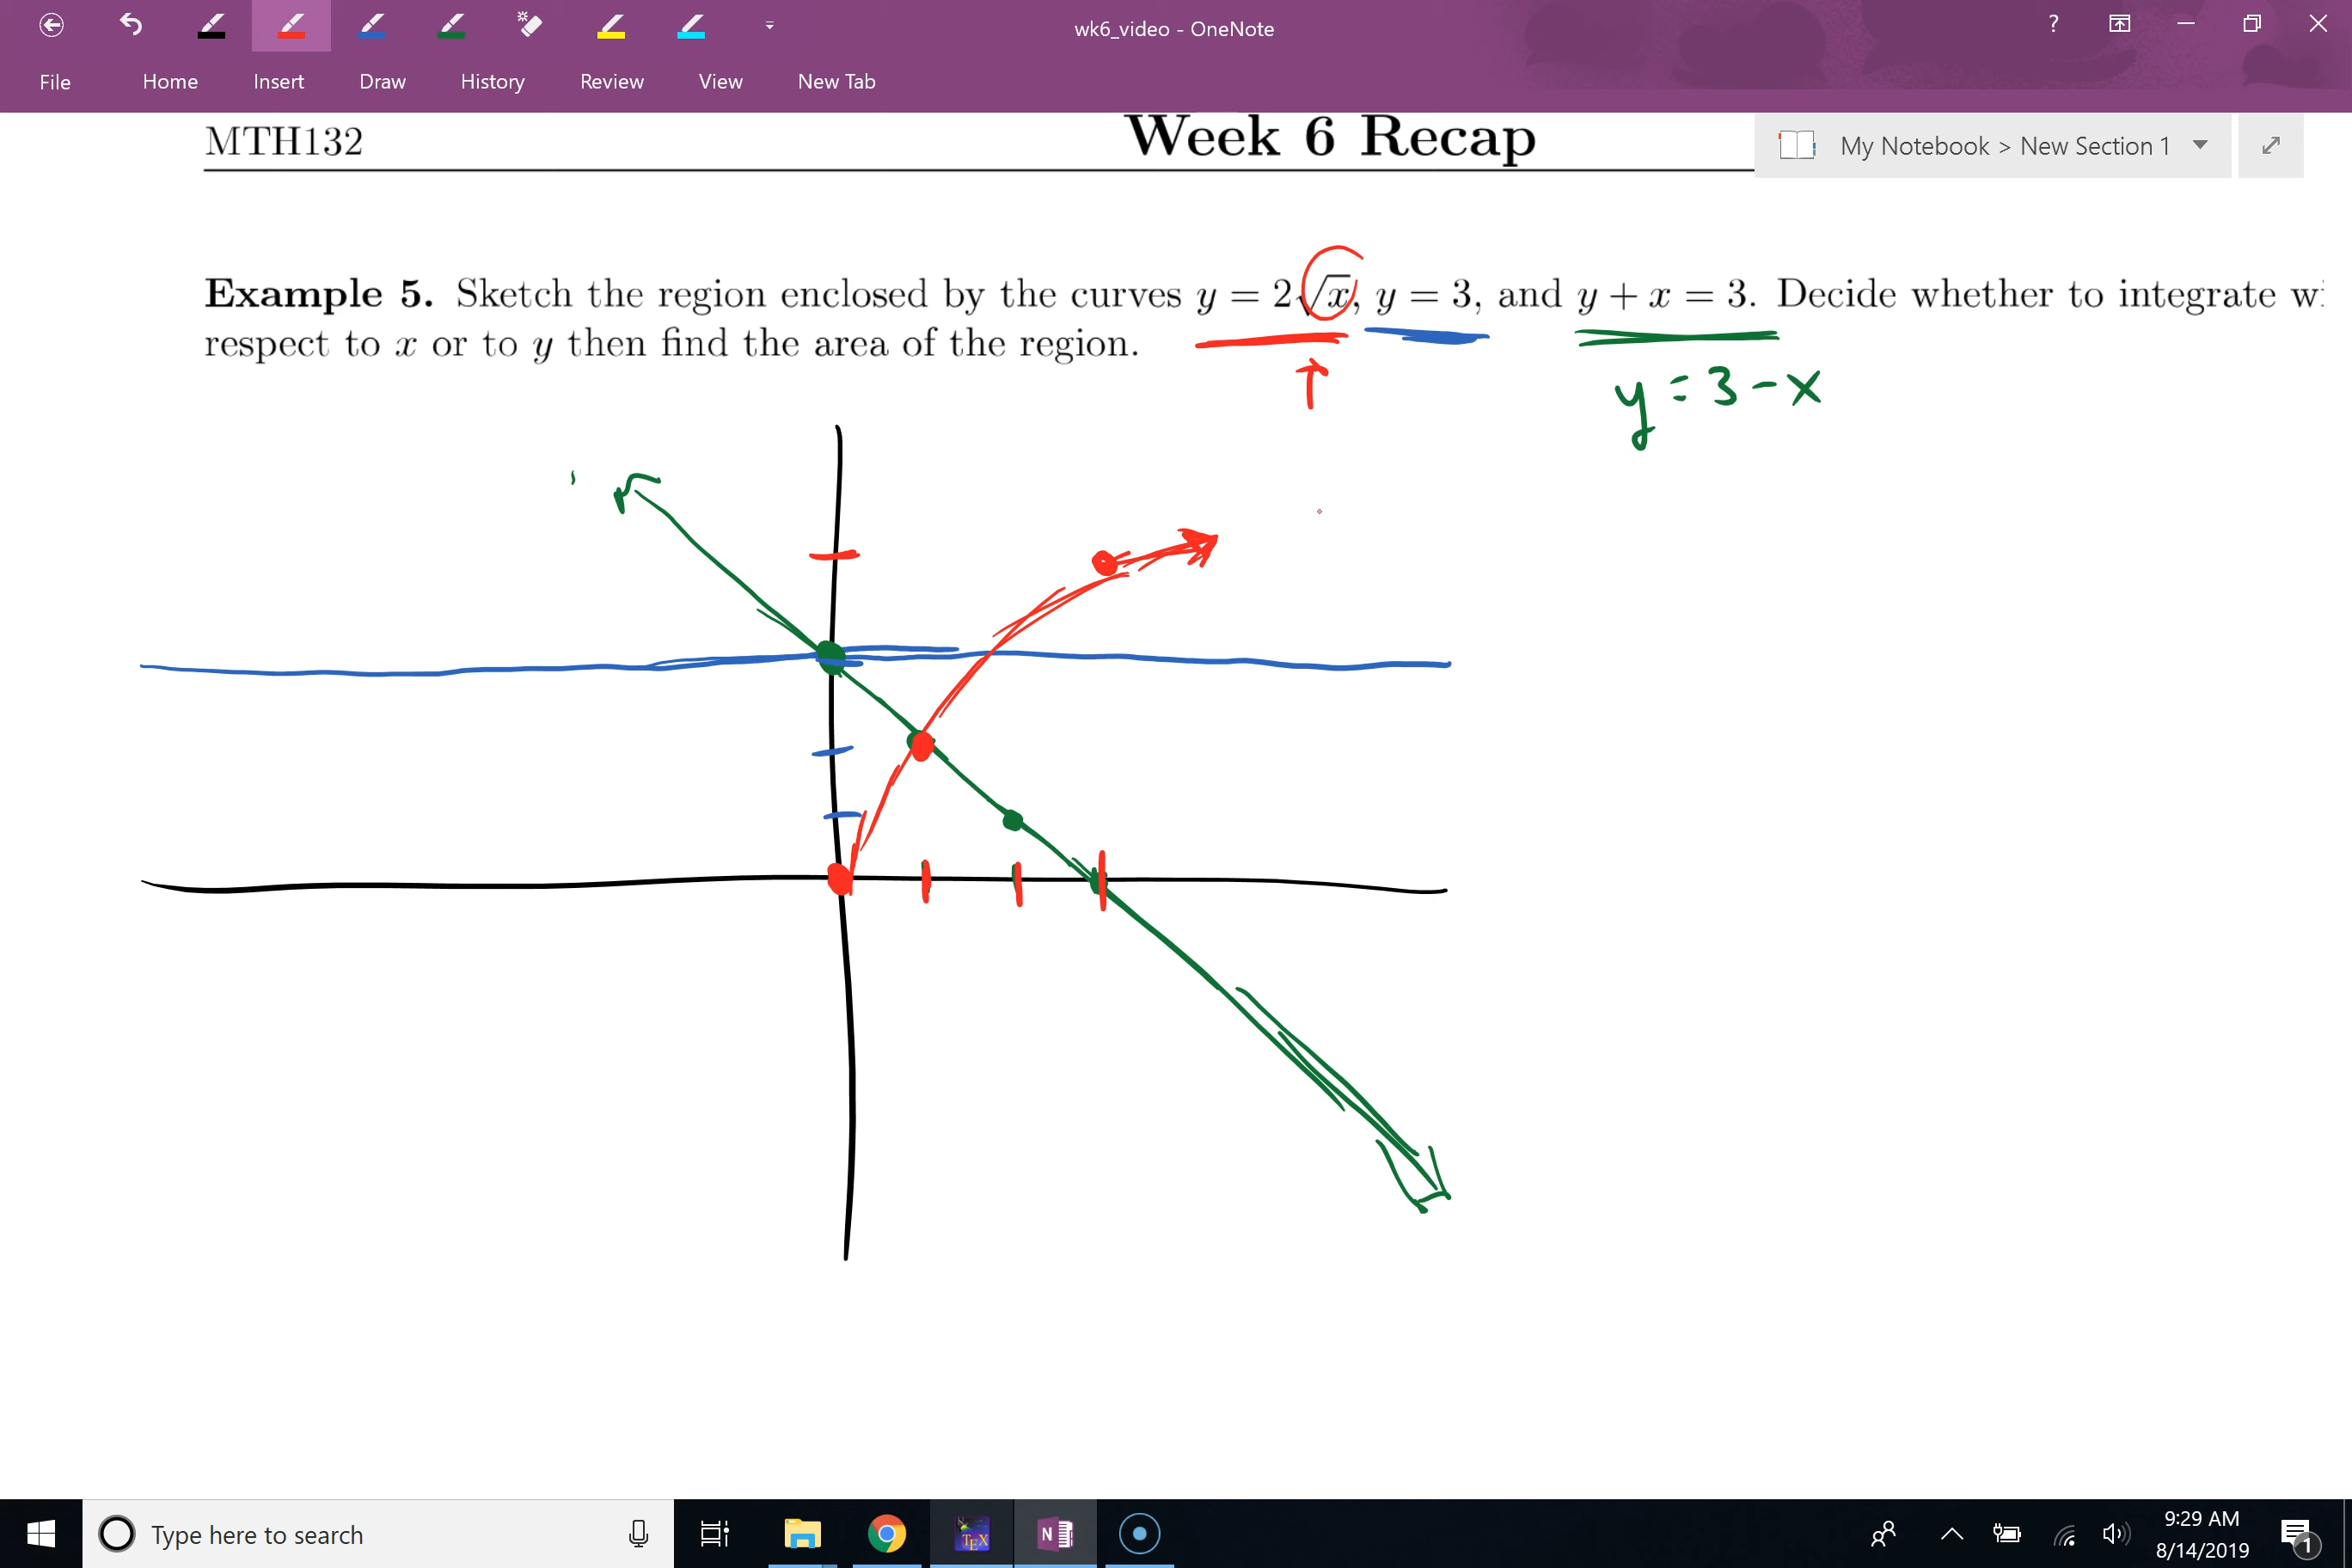 wk6_video - OneNote
File Home Insert Draw History Review View New Tab
MTH132 Week 6 Recap
My Notebook > New Section 1
Example 5. Sketch the region enclosed by the curves y = 2√x, y = 3, and y + x = 3. Decide whether to integrate wi
respect to x or to y then find the area of the region.
y = 3 - x
Type here to search
TEX
N
9:29 AM
8/14/2019
1